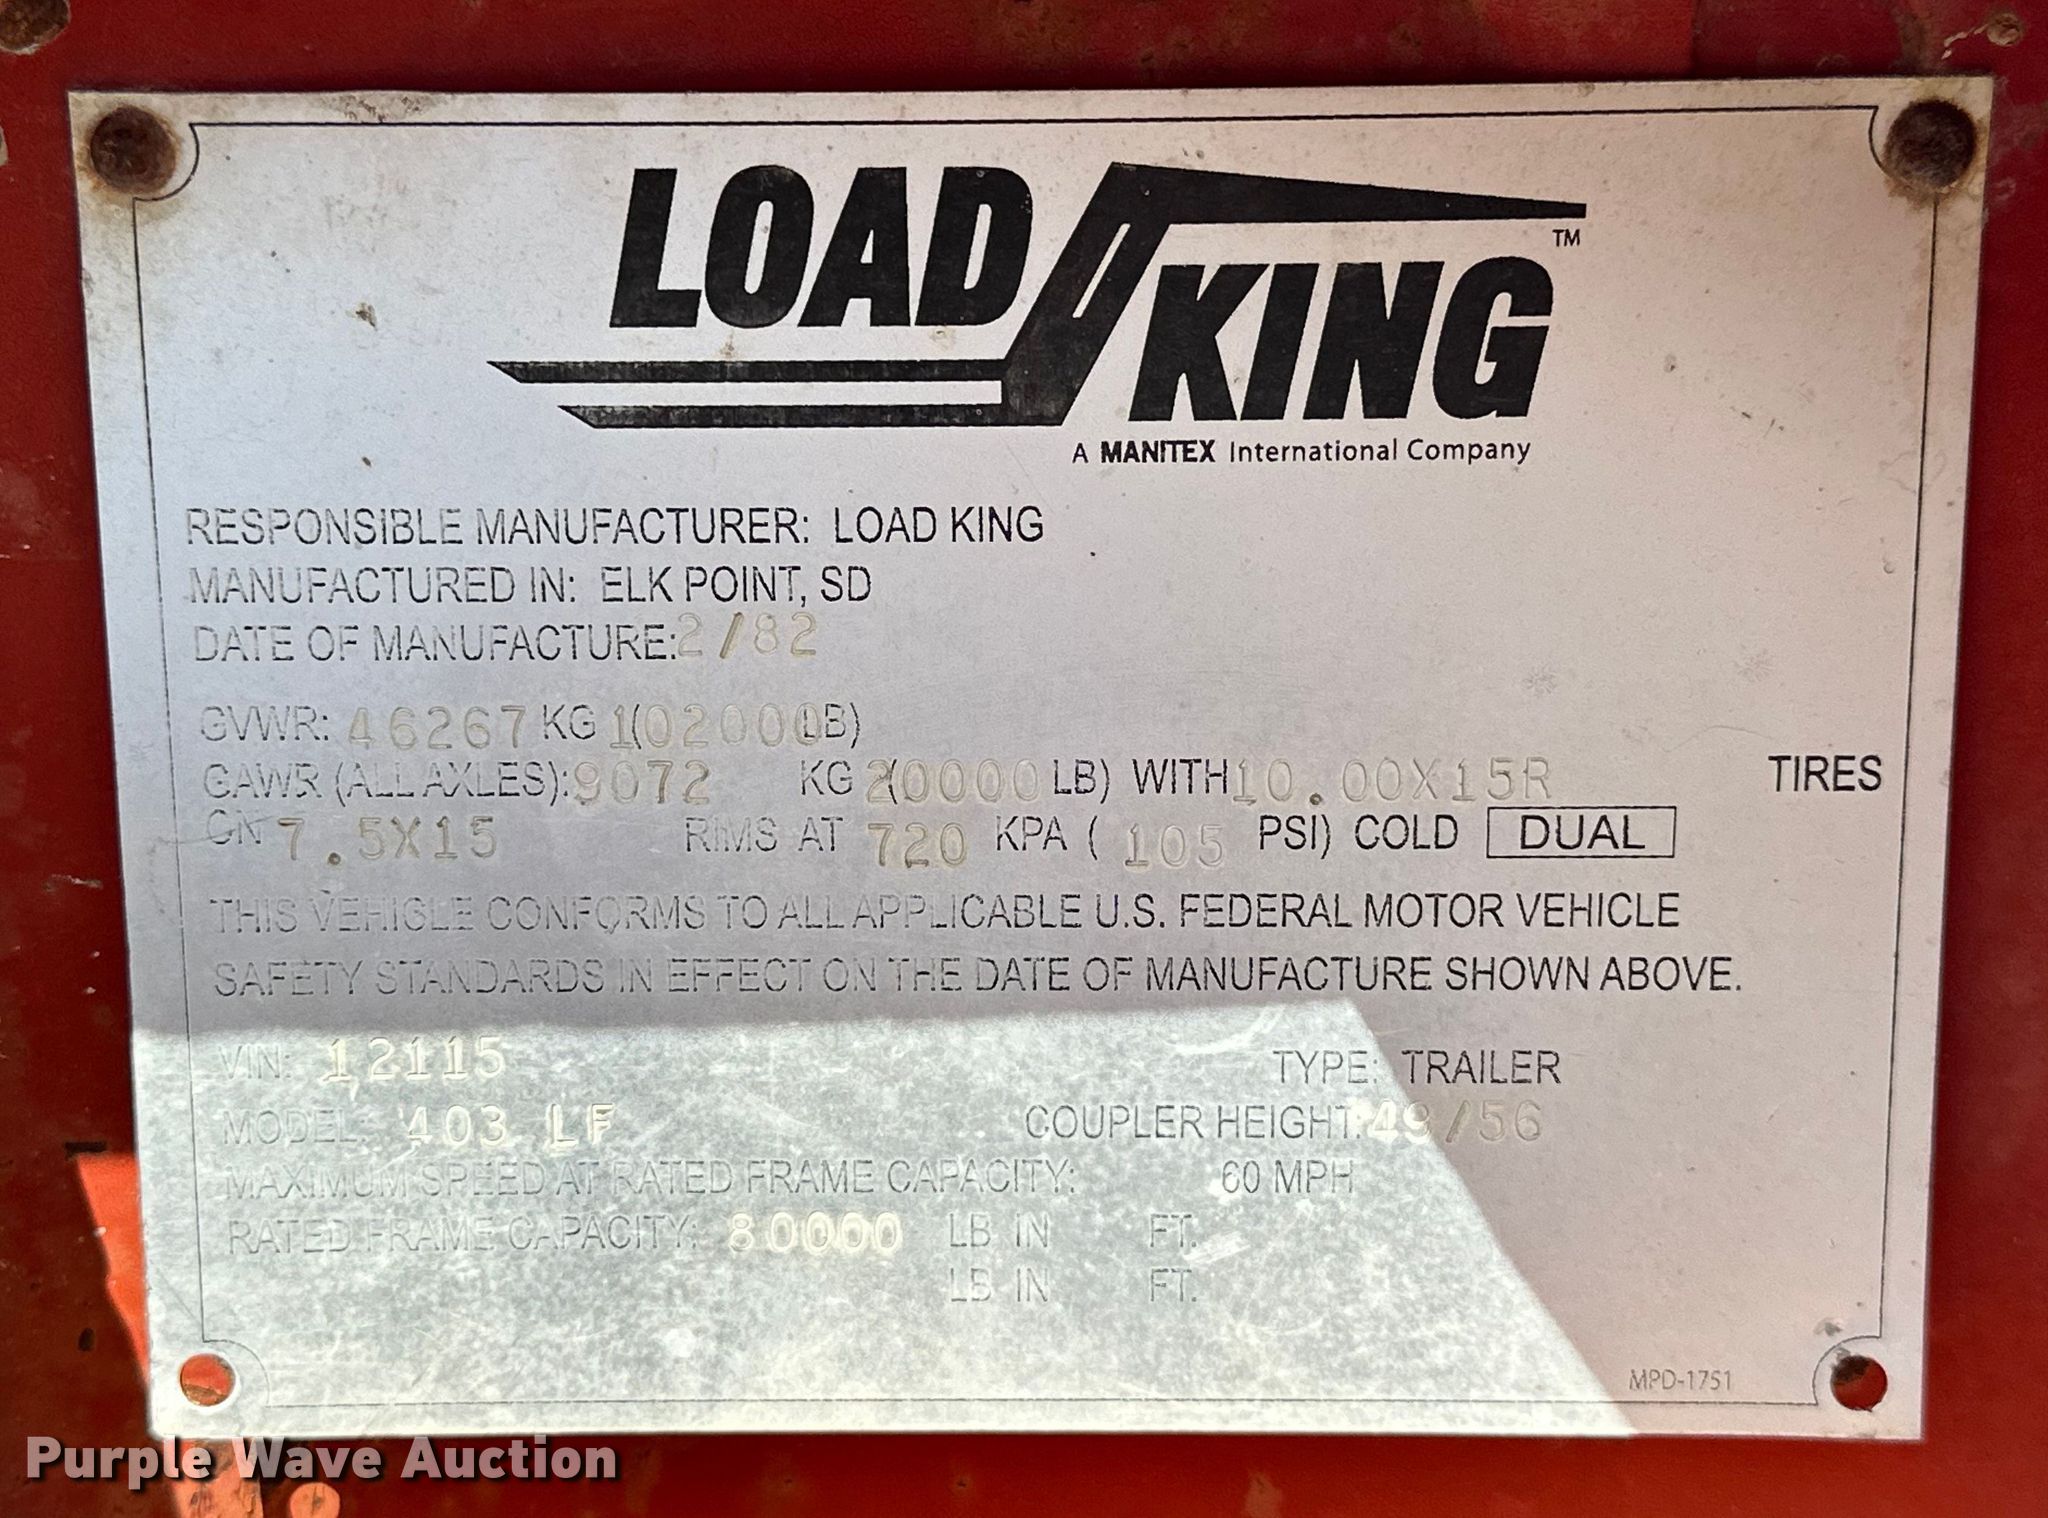 LOAD KING™
A MANITEX International Company
RESPONSIBLE MANUFACTURER: LOAD KING
MANUFACTURED IN: ELK POINT, SD
DATE OF MANUFACTURE: 2/82
GVWR: 46267 KG (102000 LB)
GAWR (ALL AXLES): 9072 KG (20000 LB) WITH 10.00X15R TIRES
ON 7.5X15 RIMS AT 720 KPA ( 105 PSI) COLD DUAL
THIS VEHICLE CONFORMS TO ALL APPLICABLE U.S. FEDERAL MOTOR VEHICLE
SAFETY STANDARDS IN EFFECT ON THE DATE OF MANUFACTURE SHOWN ABOVE.
VIN: 12115 TYPE: TRAILER
MODEL: 403 LF COUPLER HEIGHT: 49/56
MAXIMUM SPEED AT RATED FRAME CAPACITY: 60 MPH
RATED FRAME CAPACITY: 80000 LB IN FT.
LB IN FT.
MPD-1751
Purple Wave Auction